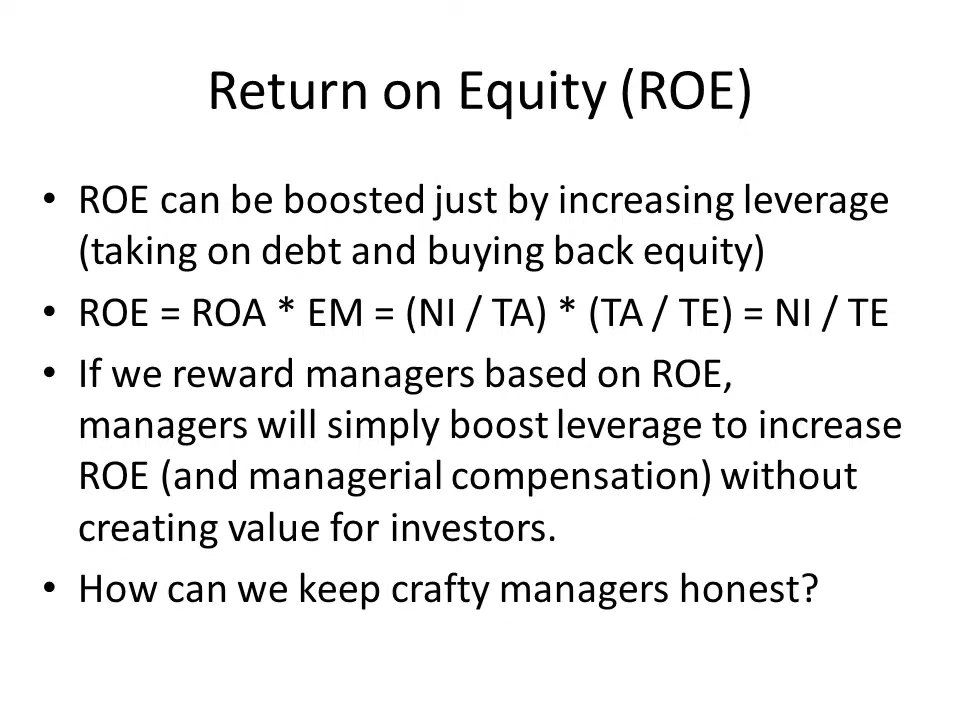 Return on Equity (ROE)
• ROE can be boosted just by increasing leverage
(taking on debt and buying back equity)
• ROE = ROA * EM = (NI / TA) * (TA / TE) = NI / TE
• If we reward managers based on ROE,
managers will simply boost leverage to increase
ROE (and managerial compensation) without
creating value for investors.
• How can we keep crafty managers honest?